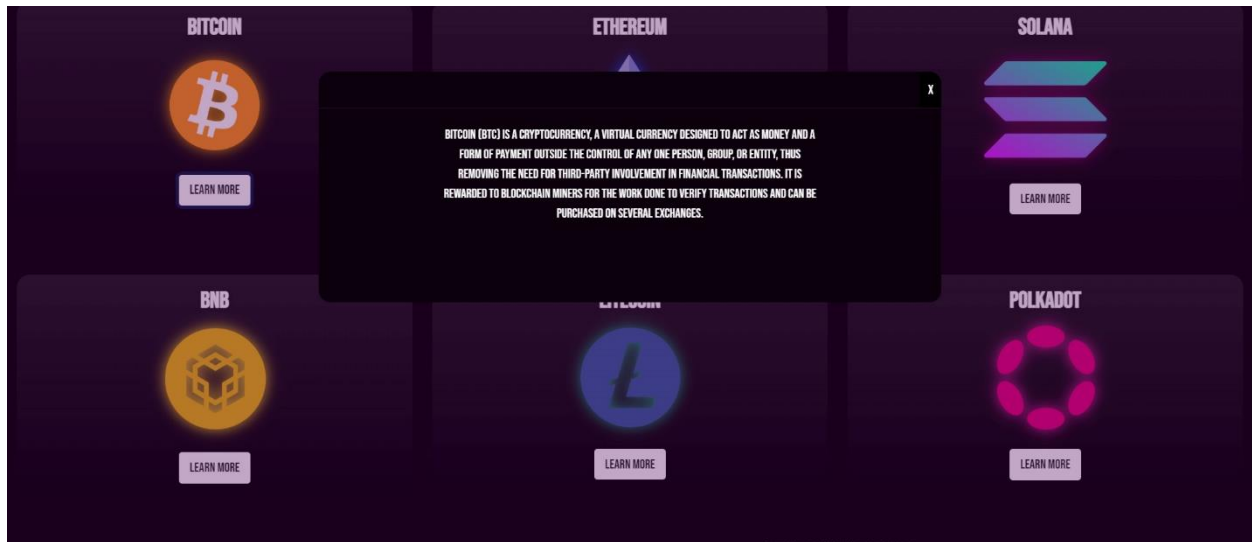 BITCOIN
ETHEREUM
SOLANA
X
BITCOIN (BTC) IS A CRYPTOCURRENCY, A VIRTUAL CURRENCY DESIGNED TO ACT AS MONEY AND A
FORM OF PAYMENT OUTSIDE THE CONTROL OF ANY ONE PERSON, GROUP, OR ENTITY, THUS
REMOVING THE NEED FOR THIRD-PARTY INVOLVEMENT IN FINANCIAL TRANSACTIONS. IT IS
REWARDED TO BLOCKCHAIN MINERS FOR THE WORK DONE TO VERIFY TRANSACTIONS AND CAN BE
PURCHASED ON SEVERAL EXCHANGES.
LEARN MORE
LEARN MORE
BNB
LITECOIN
POLKADOT
LEARN MORE
LEARN MORE
LEARN MORE